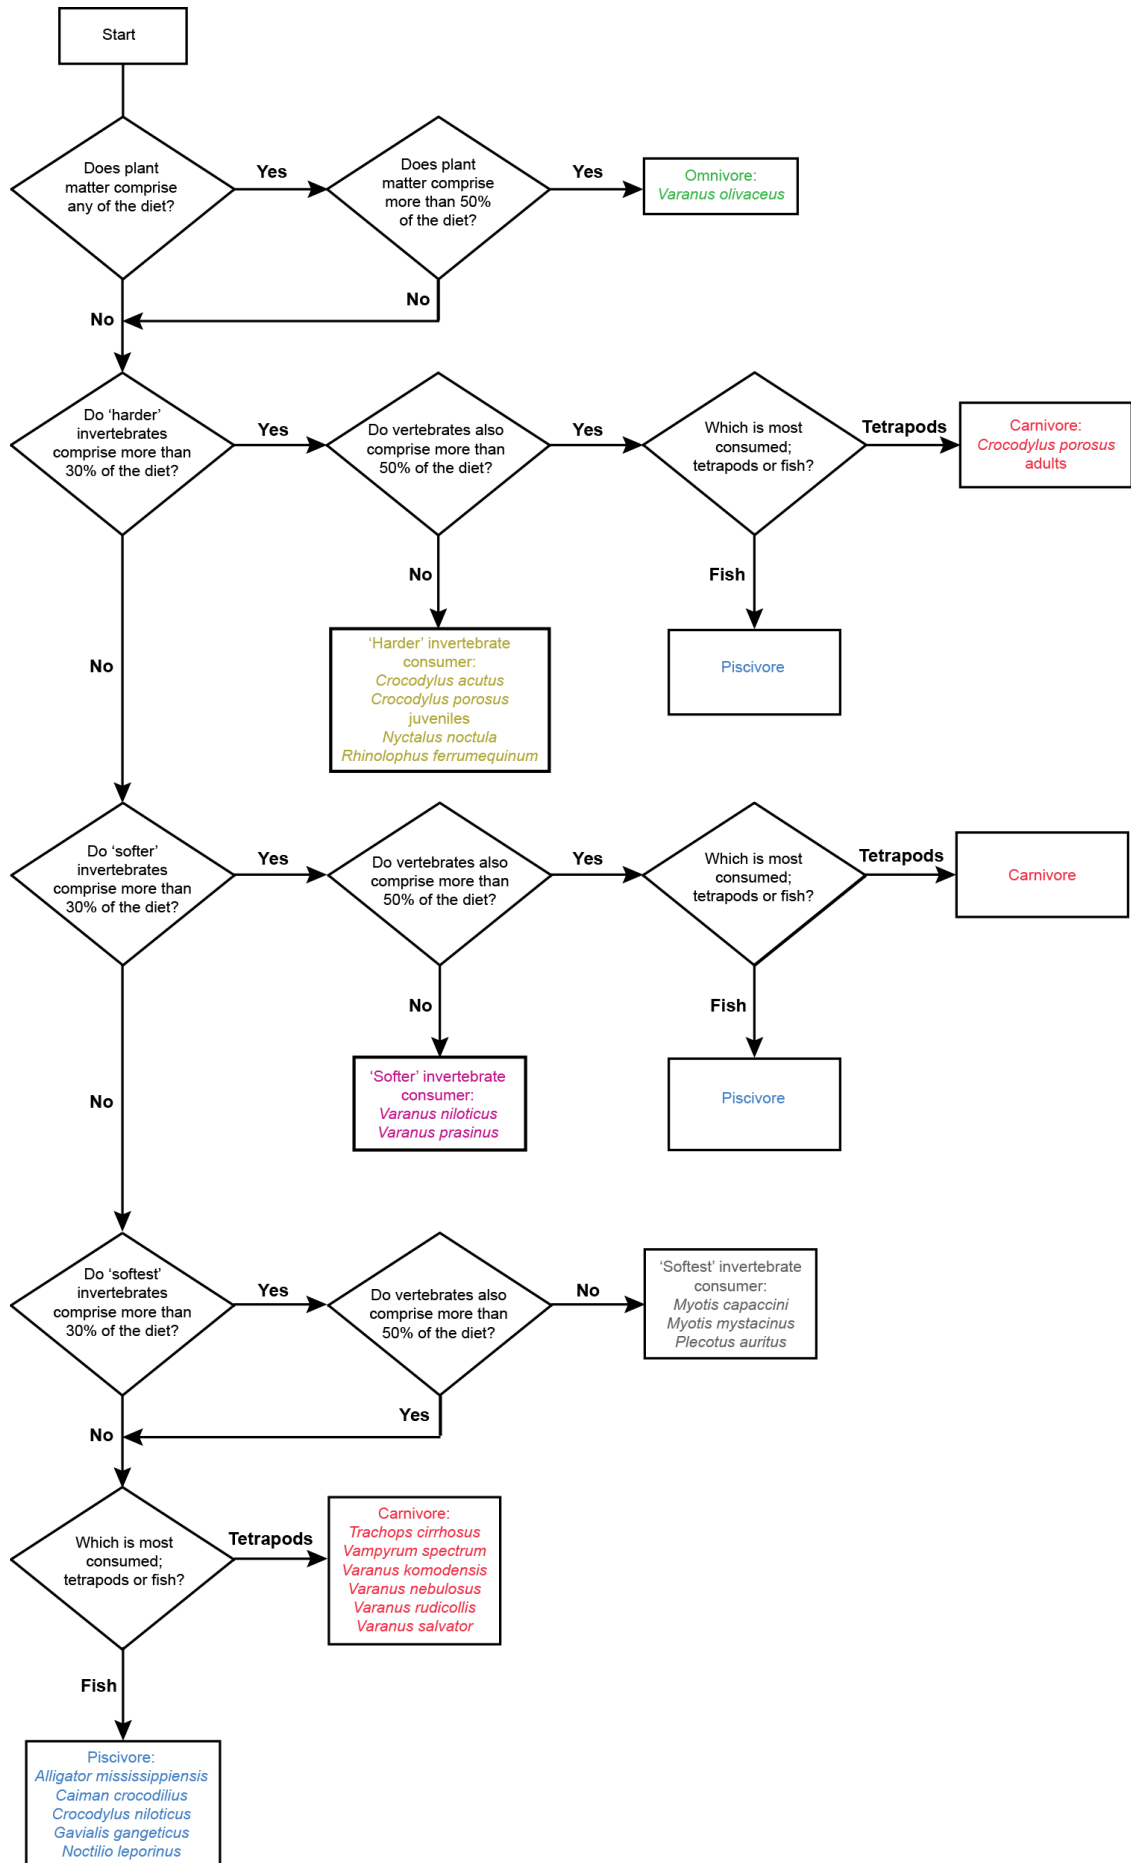 Start
Does plant
matter comprise
any of the diet?
Yes
Does plant
matter comprise
more than 50%
of the diet?
Yes
Omnivore:
Varanus olivaceus
No
No
Do ‘harder’
invertebrates
comprise more than
30% of the diet?
Yes
Do vertebrates also
comprise more than
50% of the diet?
Yes
Which is most
consumed;
tetrapods or fish?
Tetrapods
Carnivore:
Crocodylus porosus
adults
No
Fish
No
‘Harder’ invertebrate
consumer:
Crocodylus acutus
Crocodylus porosus
juveniles
Nyctalus noctula
Rhinolophus ferrumequinum
Piscivore
Do ‘softer’
invertebrates
comprise more than
30% of the diet?
Yes
Do vertebrates also
comprise more than
50% of the diet?
Yes
Which is most
consumed;
tetrapods or fish?
Tetrapods
Carnivore
No
Fish
No
‘Softer’ invertebrate
consumer:
Varanus niloticus
Varanus prasinus
Piscivore
Do ‘softest’
invertebrates
comprise more than
30% of the diet?
Yes
Do vertebrates also
comprise more than
50% of the diet?
No
‘Softest’ invertebrate
consumer:
Myotis capaccini
Myotis mystacinus
Plecotus auritus
Yes
No
Which is most
consumed;
tetrapods or fish?
Tetrapods
Carnivore:
Trachops cirrhosus
Vampyrum spectrum
Varanus komodensis
Varanus nebulosus
Varanus rudicollis
Varanus salvator
Fish
Piscivore:
Alligator mississippiensis
Caiman crocodilius
Crocodylus niloticus
Gavialis gangeticus
Noctilio leporinus